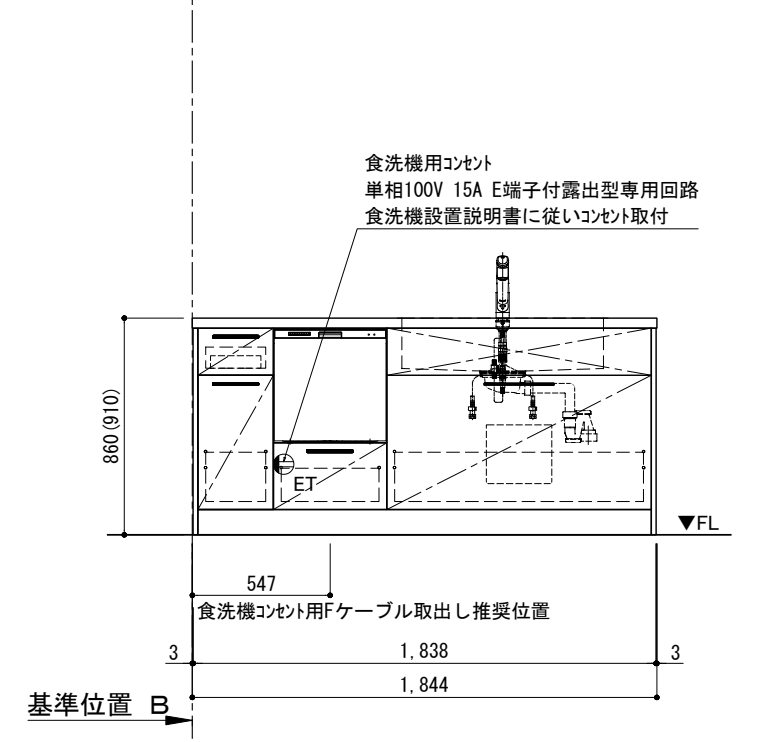 食洗機用ｺﾝｾﾝﾄ
単相100V 15A E端子付露出型専用回路
食洗機設置説明書に従いｺﾝｾﾝﾄ取付
860(910)
ET
▼FL
547
食洗機ｺﾝｾﾝﾄ用Fケーブル取出し推奨位置
3
1,838
3
1,844
基準位置 B